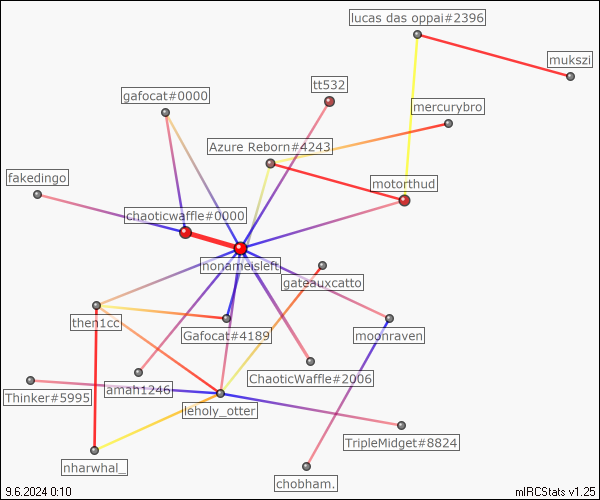 lucas das oppai#2396
mukszi
tt532
gafocat#0000
mercurybro
Azure Reborn#4243
fakedingo
motorthud
chaoticwaffle#0000
nonameisleft
gateauxcatto
then1cc
Gafocat#4189
moonraven
ChaoticWaffle#2006
amah1246
Thinker#5995
leholy_otter
TripleMidget#8824
nharwhal_
chobham.
9.6.2024 0:10
mIRCStats v1.25